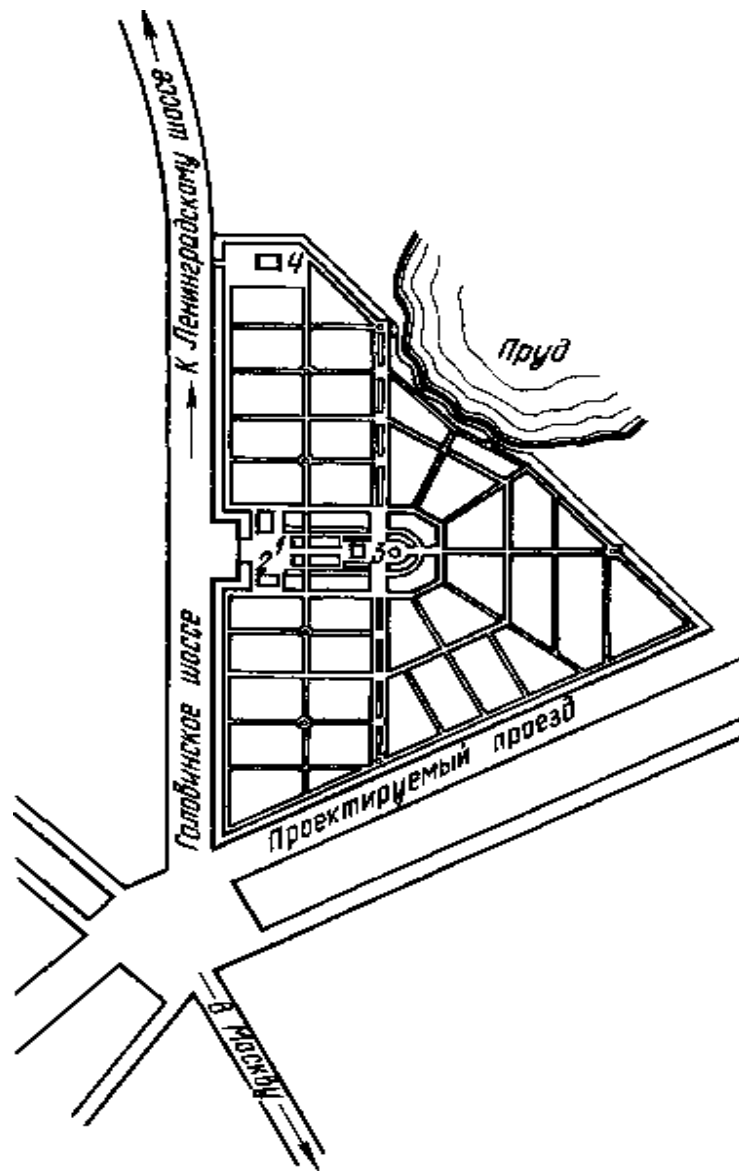 К Ленинградскому шоссе
4
Пруд
1
2
3
Головинское шоссе
Проектируемый проезд
В Москву